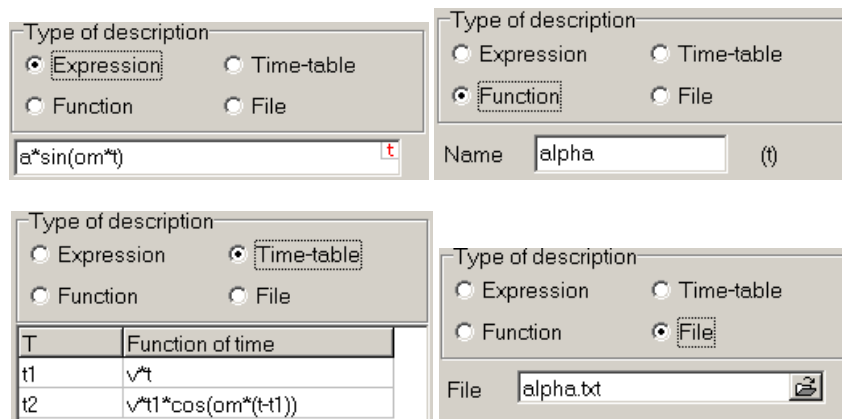 Type of description
Expression Time-table
Function File
a*sin(om*t) t
Type of description
Expression Time-table
Function File
Name alpha (t)
Type of description
Expression Time-table
Function File
T Function of time
t1 v*t
t2 v*t1*cos(om*(t-t1))
Type of description
Expression Time-table
Function File
File alpha.txt